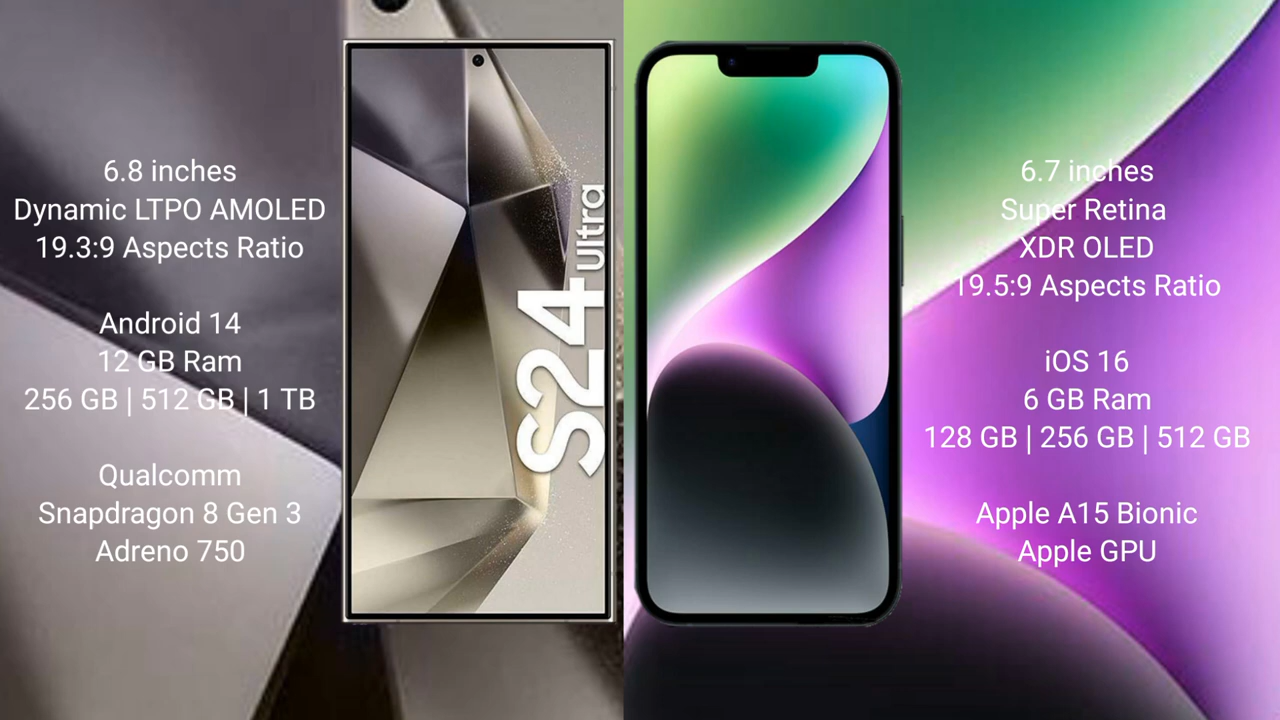 6.8 inches
Dynamic LTPO AMOLED
19.3:9 Aspects Ratio
Android 14
12 GB Ram
256 GB | 512 GB | 1 TB
Qualcomm
Snapdragon 8 Gen 3
Adreno 750
S24 ultra
6.7 inches
Super Retina
XDR OLED
19.5:9 Aspects Ratio
iOS 16
6 GB Ram
128 GB | 256 GB | 512 GB
Apple A15 Bionic
Apple GPU